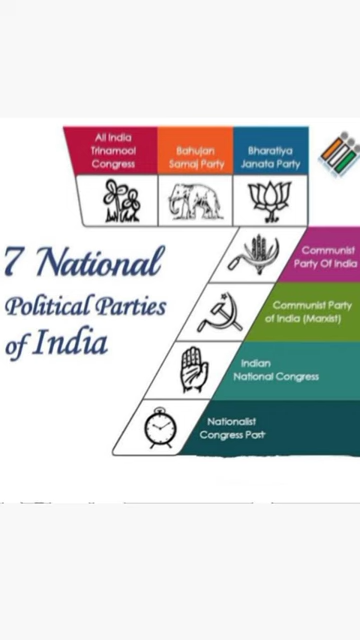 All India
Trinamool
Congress
Bahujan
Samaj Party
Bharatiya
Janata Party
7 National
Political Parties
of India
Communist
Party Of India
Communist Party
of India (Marxist)
Indian
National Congress
Nationalist
Congress Part